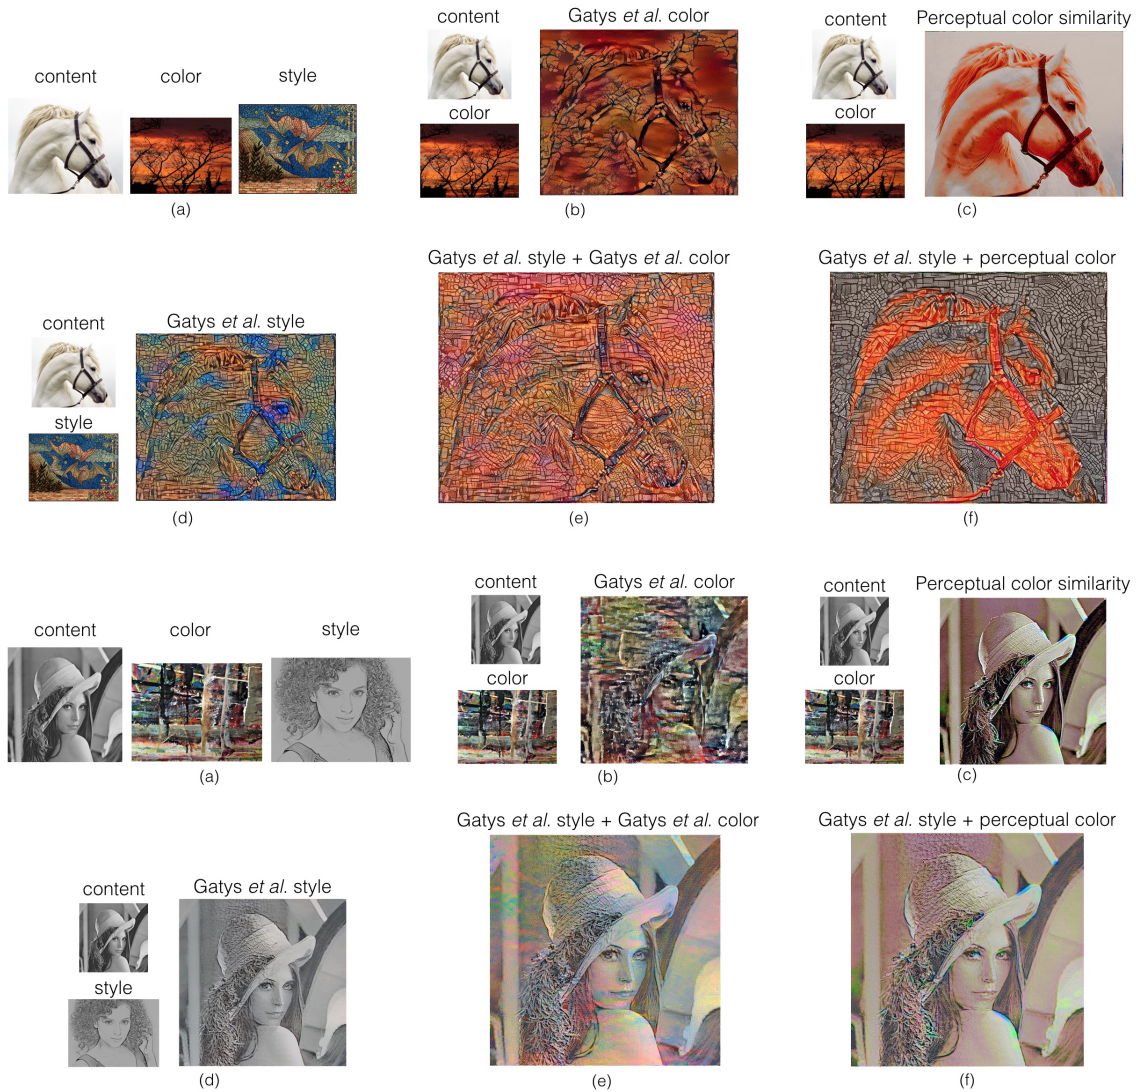 content
color
style
(a)
content
color
Gatys et al. color
(b)
content
color
Perceptual color similarity
(c)
content
style
Gatys et al. style
(d)
Gatys et al. style + Gatys et al. color
(e)
Gatys et al. style + perceptual color
(f)
content
color
style
(a)
content
color
Gatys et al. color
(b)
content
color
Perceptual color similarity
(c)
content
style
Gatys et al. style
(d)
Gatys et al. style + Gatys et al. color
(e)
Gatys et al. style + perceptual color
(f)